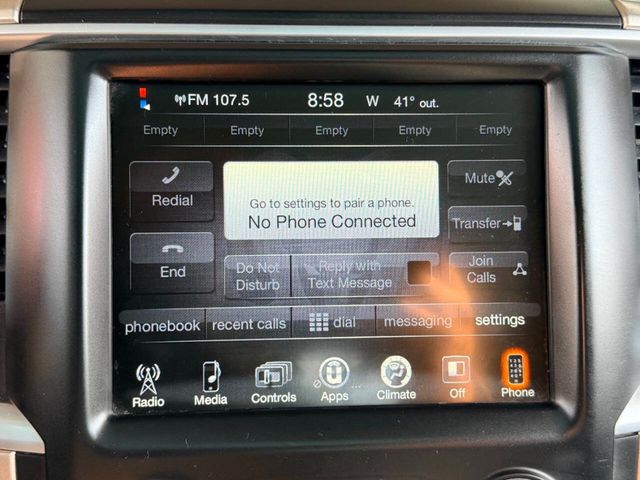 FM 107.5 8:58 W 41° out.
Empty Empty Empty Empty Empty
Redial
Go to settings to pair a phone.
No Phone Connected
Mute
Transfer
End
Do Not
Disturb
Reply with
Text Message
Join
Calls
phonebook recent calls dial messaging settings
Radio Media Controls Apps Climate Off Phone